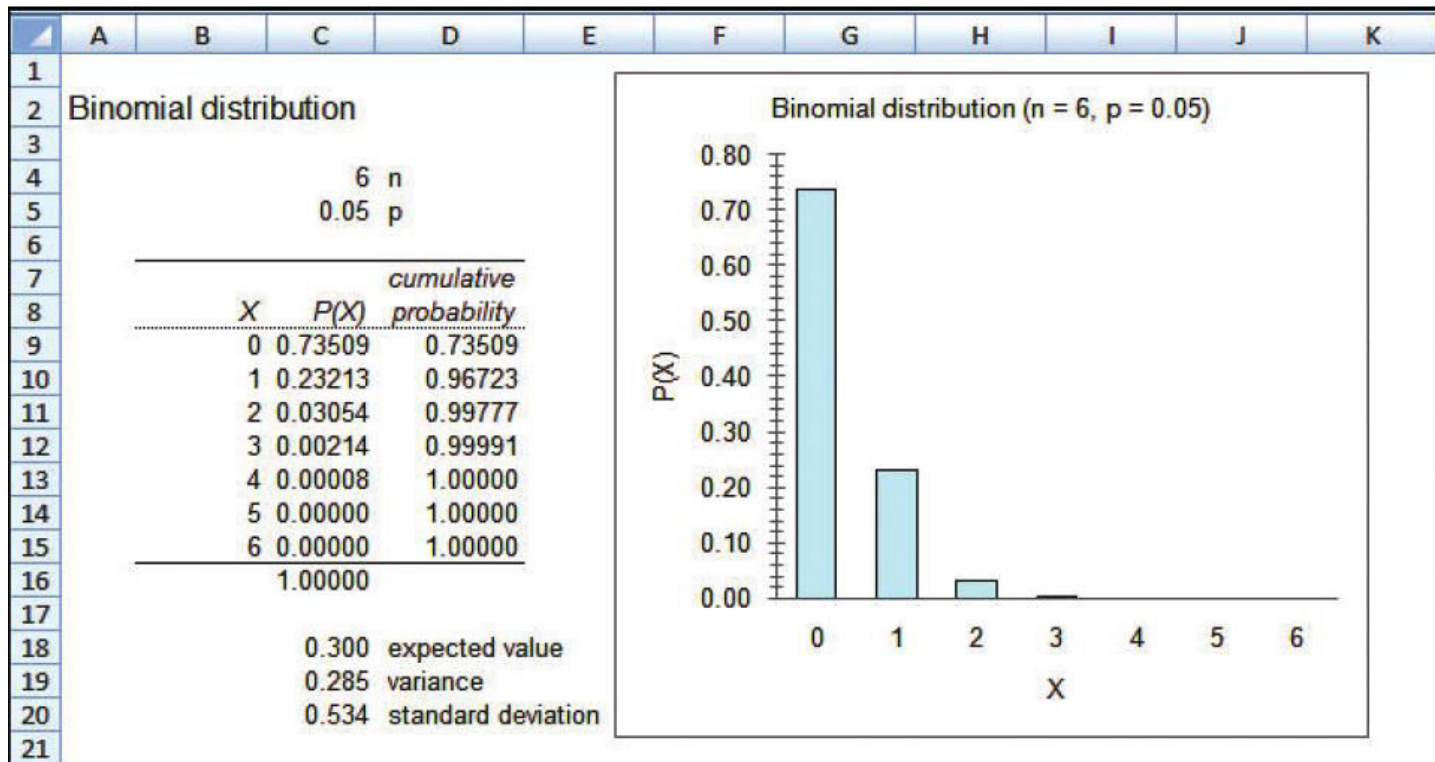 A B C D E F G H I J K
1
2 Binomial distribution
3
4 6 n
5 0.05 p
6
7 cumulative
8 X P(X) probability
9 0 0.73509 0.73509
10 1 0.23213 0.96723
11 2 0.03054 0.99777
12 3 0.00214 0.99991
13 4 0.00008 1.00000
14 5 0.00000 1.00000
15 6 0.00000 1.00000
16 1.00000
17
18 0.300 expected value
19 0.285 variance
20 0.534 standard deviation
21
Binomial distribution (n = 6, p = 0.05)
P(X)
0.80
0.70
0.60
0.50
0.40
0.30
0.20
0.10
0.00
0 1 2 3 4 5 6
X